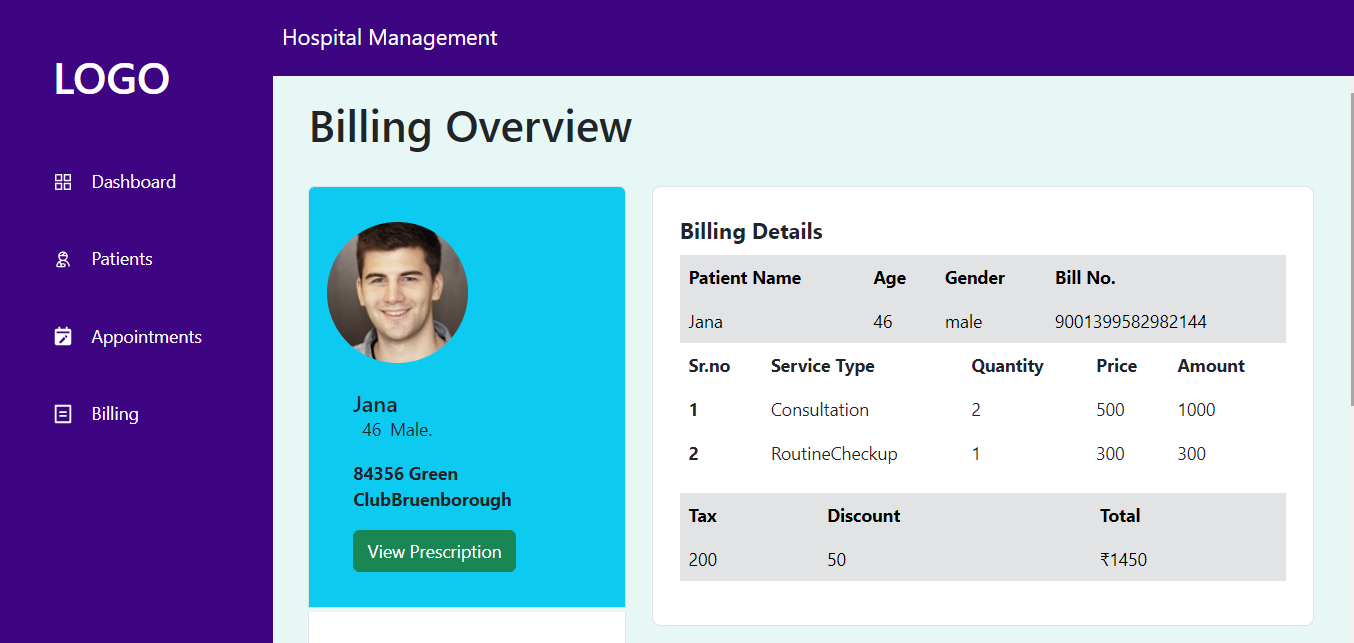 LOGO
Dashboard
Patients
Appointments
Billing
Hospital Management
Billing Overview
Jana
46 Male.
84356 Green
ClubBruenborough
View Prescription
Billing Details
Patient Name Age Gender Bill No.
Jana 46 male 9001399582982144
Sr.no Service Type Quantity Price Amount
1 Consultation 2 500 1000
2 RoutineCheckup 1 300 300
Tax Discount Total
200 50 ₹1450